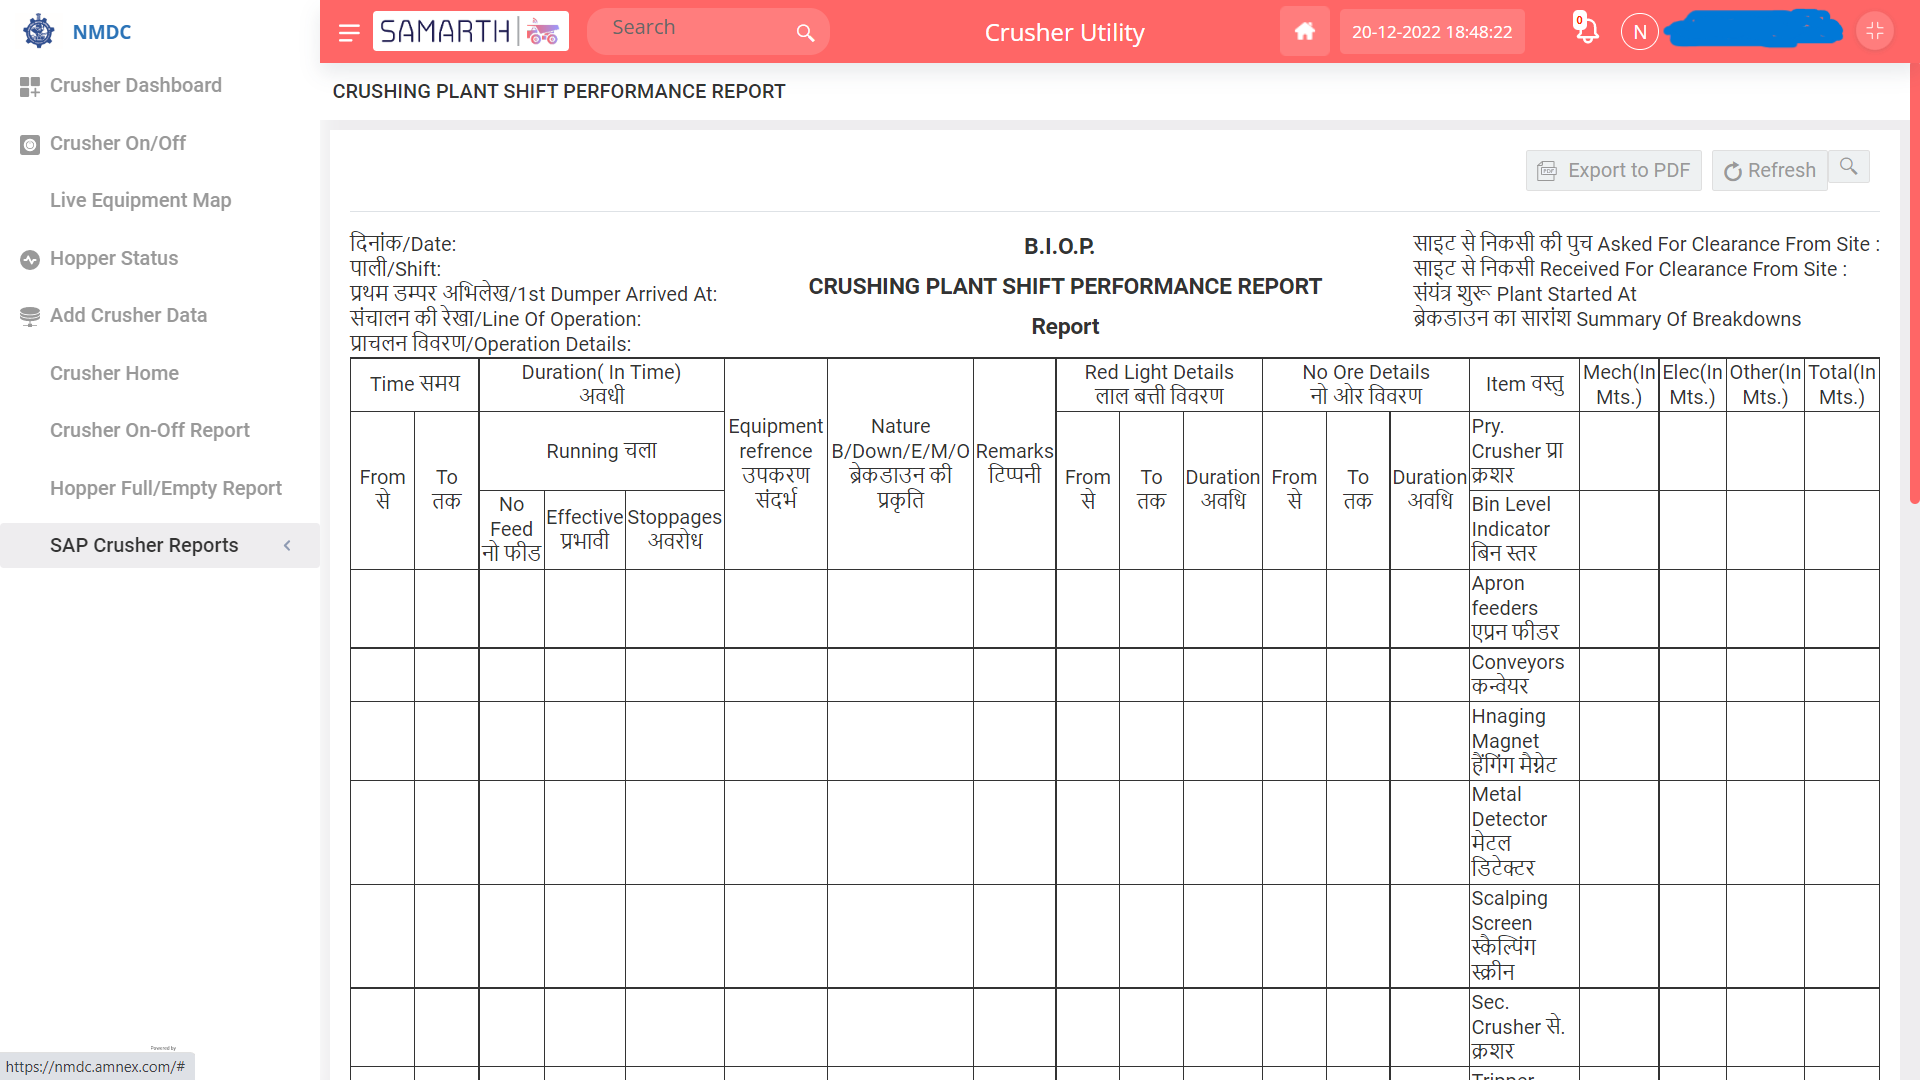 NMDC
SAMARTH
Search
Crusher Utility
20-12-2022 18:48:22
0
N
Crusher Dashboard
Crusher On/Off
Live Equipment Map
Hopper Status
Add Crusher Data
Crusher Home
Crusher On-Off Report
Hopper Full/Empty Report
SAP Crusher Reports
CRUSHING PLANT SHIFT PERFORMANCE REPORT
PDF
Export to PDF
Refresh
दिनांक/Date:
पाली/Shift:
प्रथम डम्पर अभिलेख/1st Dumper Arrived At:
संचालन की रेखा/Line Of Operation:
प्राचलन विवरण/Operation Details:
B.I.O.P.
CRUSHING PLANT SHIFT PERFORMANCE REPORT
Report
साइट से निकसी की पुच Asked For Clearance From Site :
साइट से निकसी Received For Clearance From Site :
संयंत्र शुरू Plant Started At
ब्रेकडाउन का सारांश Summary Of Breakdowns
Time समय
Duration( In Time)
अवधी
Equipment
refrence
उपकरण
संदर्भ
Nature
B/Down/E/M/O
ब्रेकडाउन की
प्रकृति
Remarks
टिप्पनी
Red Light Details
लाल बत्ती विवरण
No Ore Details
नो ओर विवरण
Item वस्तु
Mech(In
Mts.)
Elec(In
Mts.)
Other(In
Mts.)
Total(In
Mts.)
From
से
To
तक
Running चला
No
Feed
नो फीड
Effective
प्रभावी
Stoppages
अवरोध
From
से
To
तक
Duration
अवधि
From
से
To
तक
Duration
अवधि
Pry.
Crusher प्रा
क्रशर
Bin Level
Indicator
बिन स्तर
Apron
feeders
एप्रन फीडर
Conveyors
कन्वेयर
Hnaging
Magnet
हैंगिंग मैग्नेट
Metal
Detector
मेटल
डिटेक्टर
Scalping
Screen
स्कैल्पिंग
स्क्रीन
Sec.
Crusher से.
क्रशर
Tripper
Powered by
https://nmdc.amnex.com/#